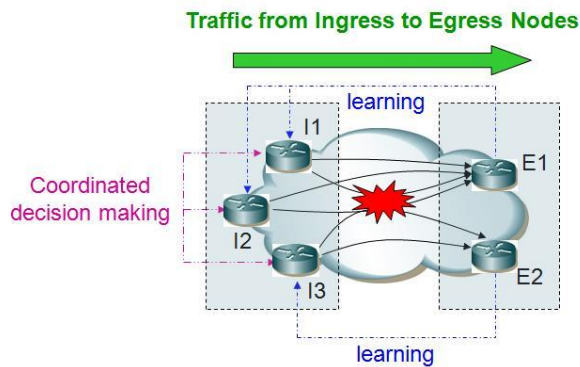 Traffic from Ingress to Egress Nodes
learning
I1
E1
Coordinated
decision making
I2
I3
E2
learning